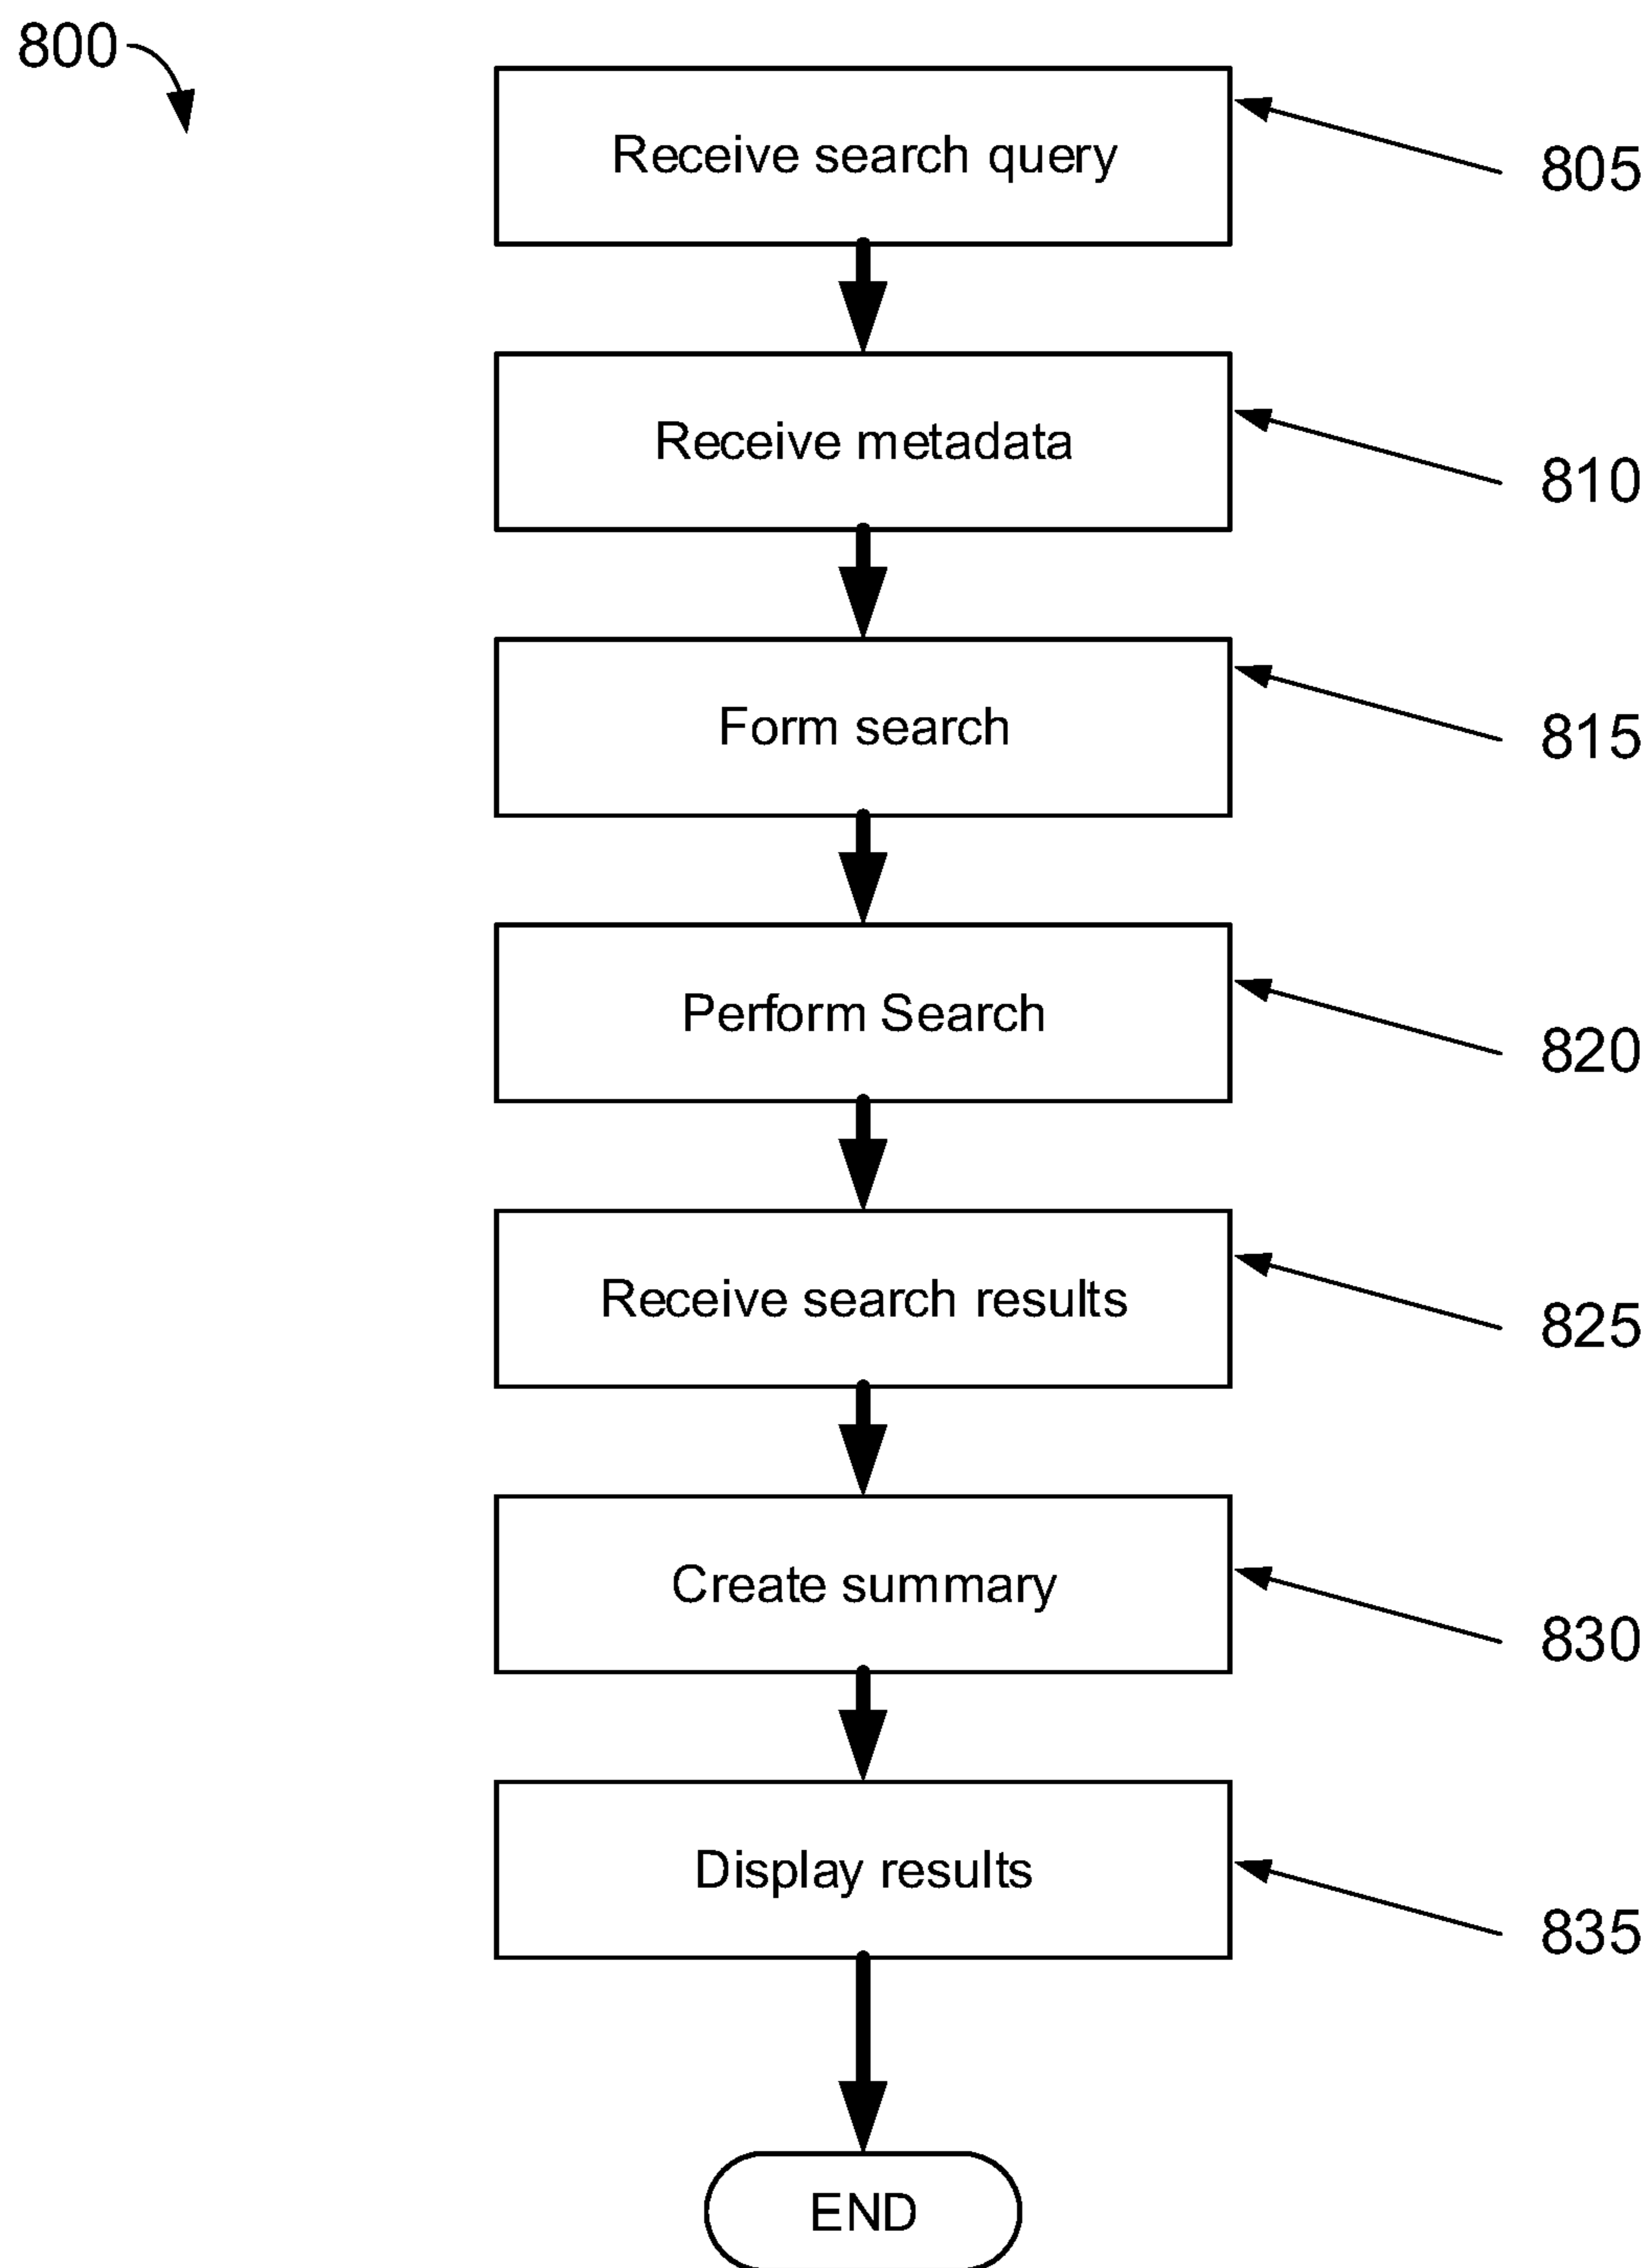 800
Receive search query
805
Receive metadata
810
Form search
815
Perform Search
820
Receive search results
825
Create summary
830
Display results
835
END